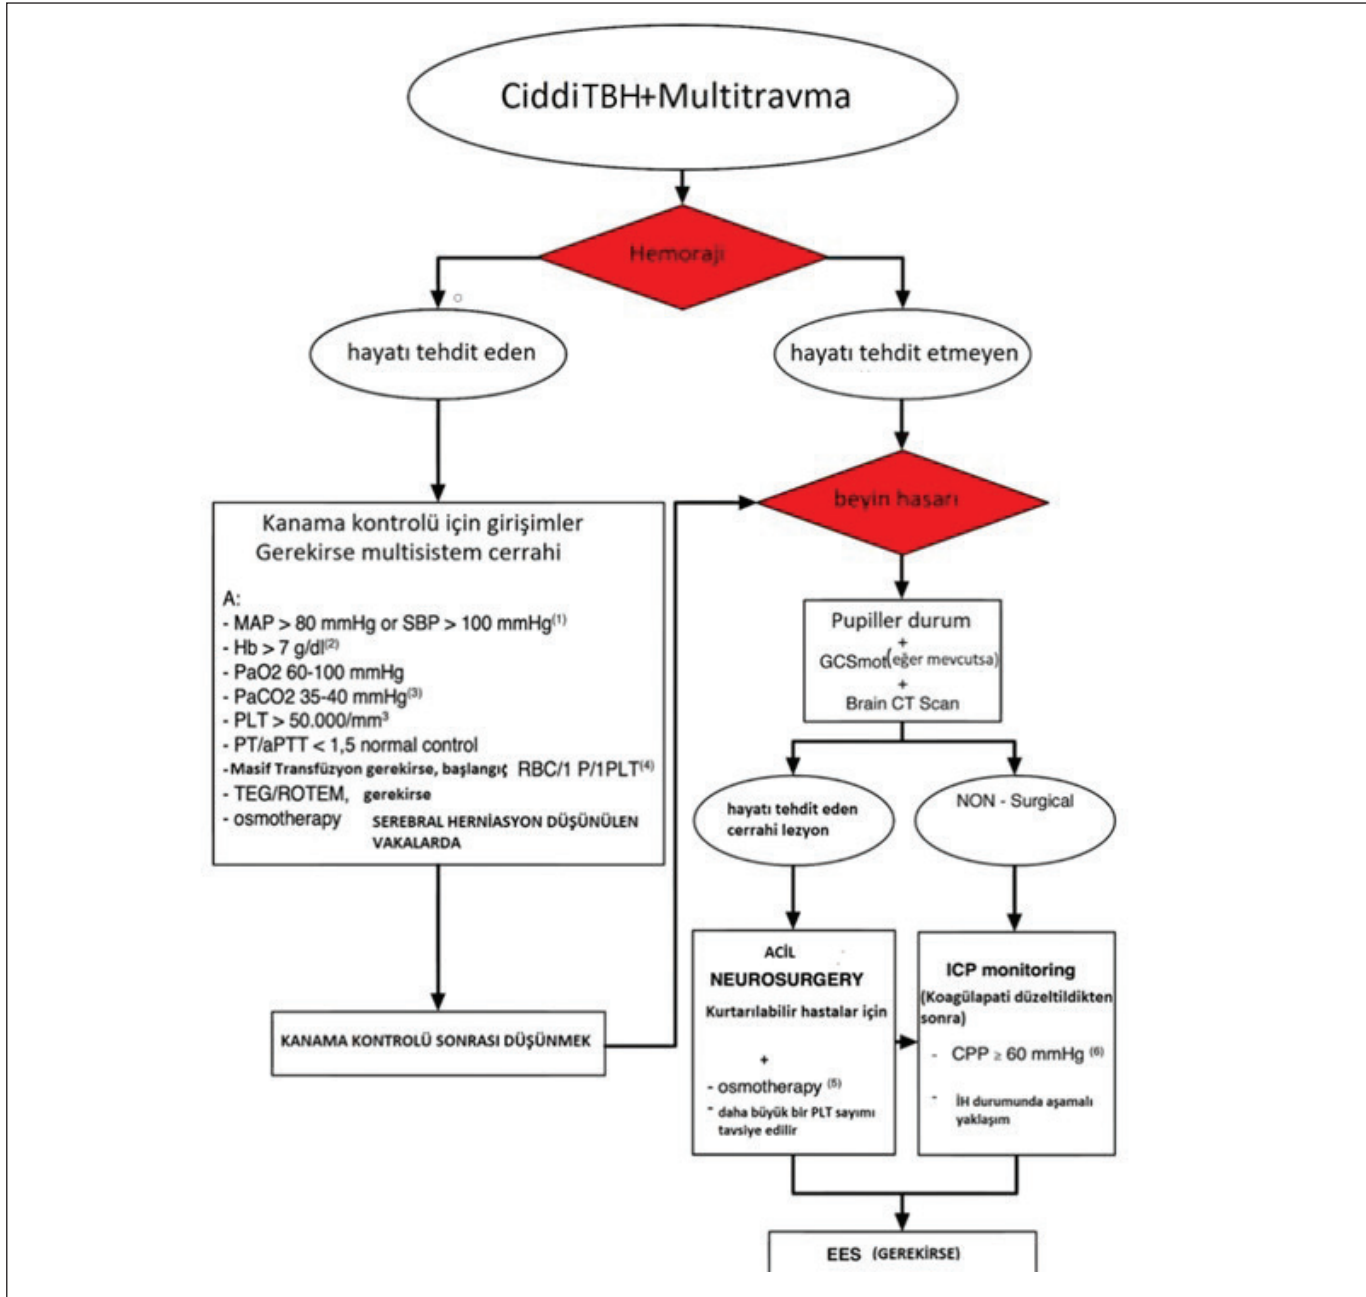 CiddiTBH+Multitravma
Hemoraji
hayatı tehdit eden
hayatı tehdit etmeyen
beyin hasarı
Kanama kontrolü için girişimler
Gerekirse multisistem cerrahi
A:
- MAP > 80 mmHg or SBP > 100 mmHg(1)
- Hb > 7 g/dl(2)
- PaO2 60-100 mmHg
- PaCO2 35-40 mmHg(3)
- PLT > 50.000/mm3
- PT/aPTT < 1,5 normal control
-Masif Transfüzyon gerekirse, başlangıç RBC/1 P/1PLT(4)
- TEG/ROTEM, gerekirse
- osmotherapy SEREBRAL HERNİASYON DÜŞÜNÜLEN
VAKALARDA
KANAMA KONTROLÜ SONRASI DÜŞÜNMEK
Pupiller durum
+
GCSmot(eğer mevcutsa)
+
Brain CT Scan
hayatı tehdit eden
cerrahi lezyon
NON - Surgical
ACİL
NEUROSURGERY
Kurtarılabilir hastalar için
+
- osmotherapy (5)
- daha büyük bir PLT sayımı
tavsiye edilir
ICP monitoring
(Koagülapati düzeltildikten
sonra)
- CPP ≥ 60 mmHg (6)
- İH durumunda aşamalı
yaklaşım
EES (GEREKİRSE)